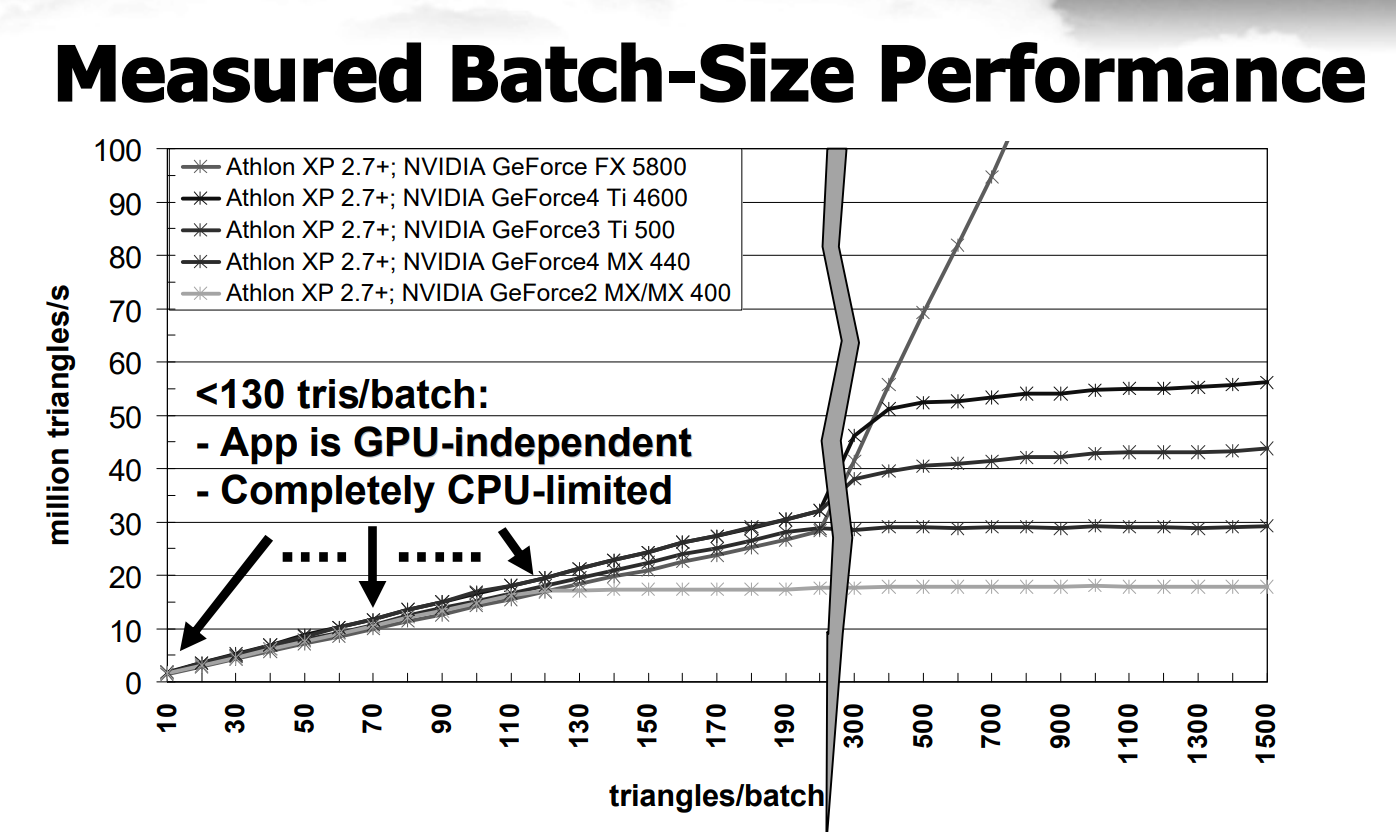 Measured Batch-Size Performance
100
90
80
70
60
50
40
30
20
10
0
million triangles/s
Athlon XP 2.7+; NVIDIA GeForce FX 5800
Athlon XP 2.7+; NVIDIA GeForce4 Ti 4600
Athlon XP 2.7+; NVIDIA GeForce3 Ti 500
Athlon XP 2.7+; NVIDIA GeForce4 MX 440
Athlon XP 2.7+; NVIDIA GeForce2 MX/MX 400
<130 tris/batch:
- App is GPU-independent
- Completely CPU-limited
10 30 50 70 90 110 130 150 170 190 300 500 700 900 1100 1300 1500
triangles/batch